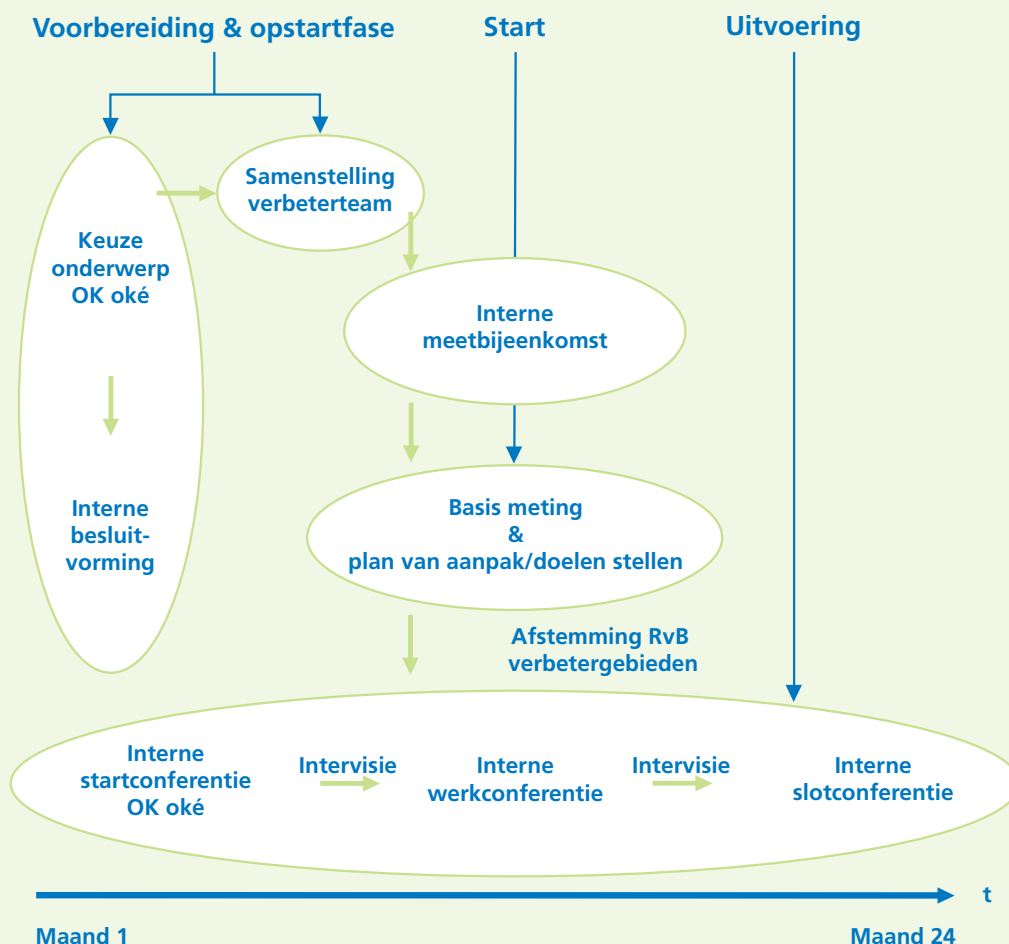 Voorbereiding & opstartfase
Start
Uitvoering
Samenstelling
verbeterteam
Keuze
onderwerp
OK oké
Interne
meetbijeenkomst
Interne
besluit-
vorming
Basis meting
&
plan van aanpak/doelen stellen
Afstemming RvB
verbetergebieden
Interne
startconferentie
OK oké
Intervisie
Interne
werkconferentie
Intervisie
Interne
slotconferentie
t
Maand 1
Maand 24